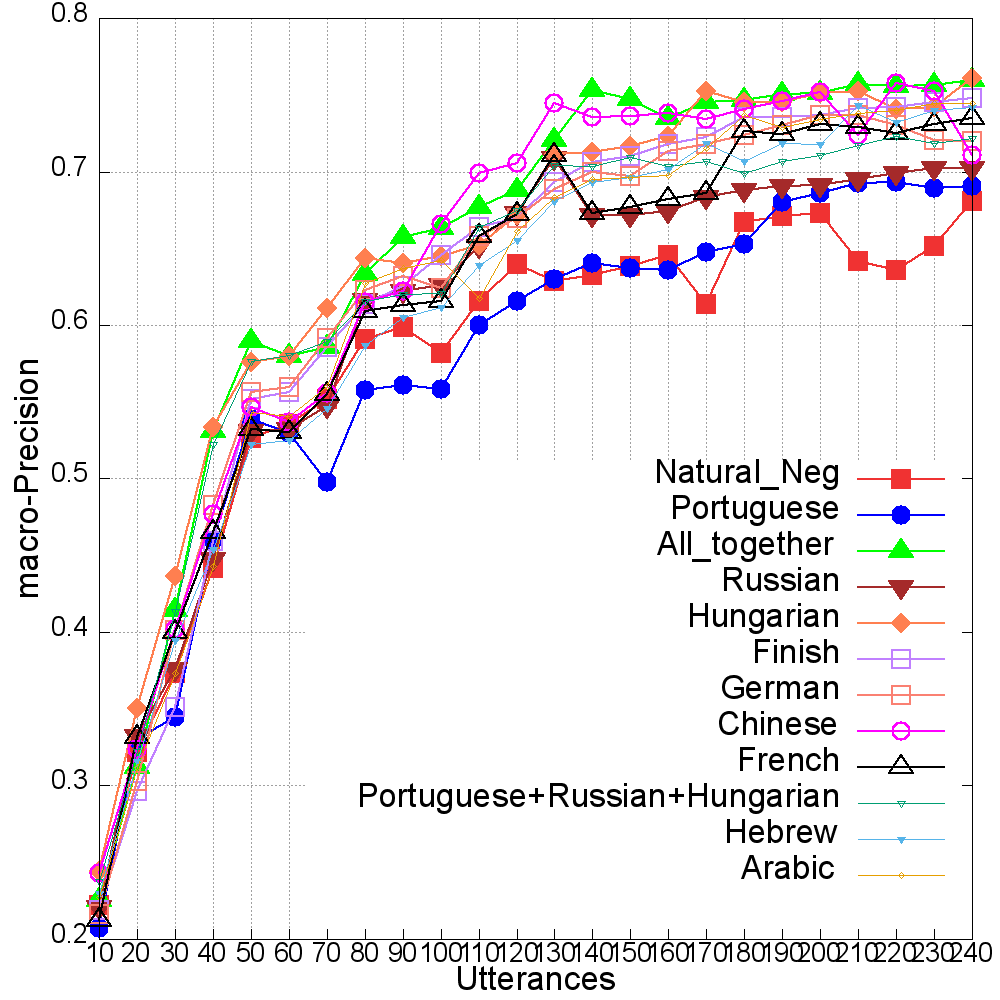 0.8
0.7
0.6
0.5
0.4
0.3
0.2
macro-Precision
Natural_Neg
Portuguese
All_together
Russian
Hungarian
Finish
German
Chinese
French
Portuguese+Russian+Hungarian
Hebrew
Arabic
10 20 30 40 50 60 70 80 90 100 110 120 130 140 150 160 170 180 190 200 210 220 230 240
Utterances